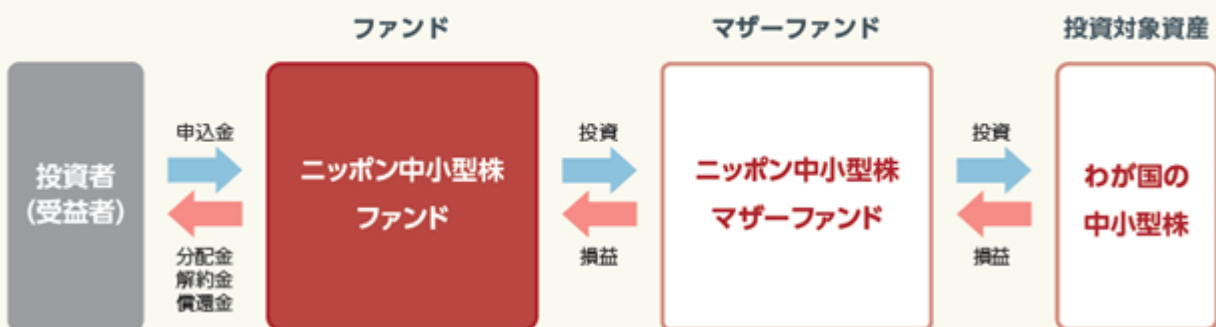 ファンド
マザーファンド
投資対象資産
投資者
(受益者)
申込金
分配金
解約金
償還金
ニッポン中小型株
ファンド
投資
損益
ニッポン中小型株
マザーファンド
投資
損益
わが国の
中小型株